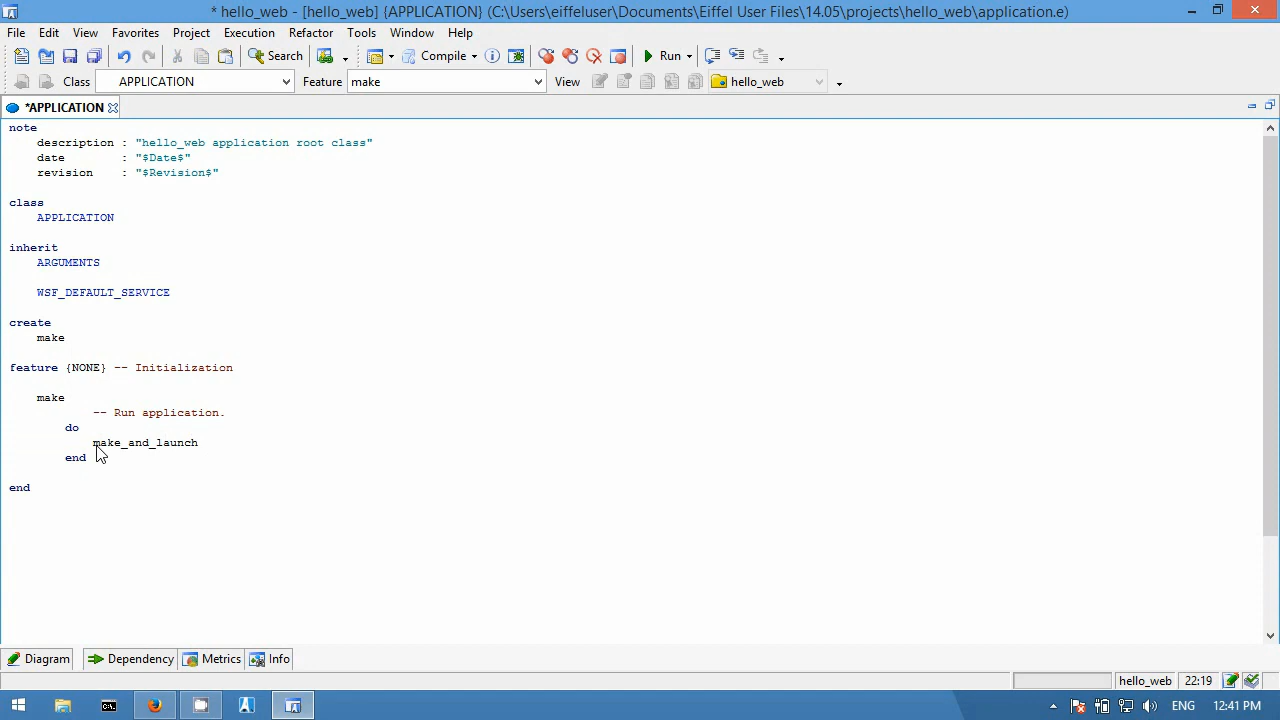 * hello_web - [hello_web] {APPLICATION} (C:\Users\eiffeluser\Documents\Eiffel User Files\14.05\projects\hello_web\application.e)
File Edit View Favorites Project Execution Refactor Tools Window Help
Search Compile Run
Class APPLICATION Feature make View hello_web
*APPLICATION
note
description : "hello_web application root class"
date : "$Date$"
revision : "$Revision$"
class
APPLICATION
inherit
ARGUMENTS
WSF_DEFAULT_SERVICE
create
make
feature {NONE} -- Initialization
make
-- Run application.
do
make_and_launch
end
end
Diagram Dependency Metrics Info
hello_web 22:19
ENG 12:41 PM